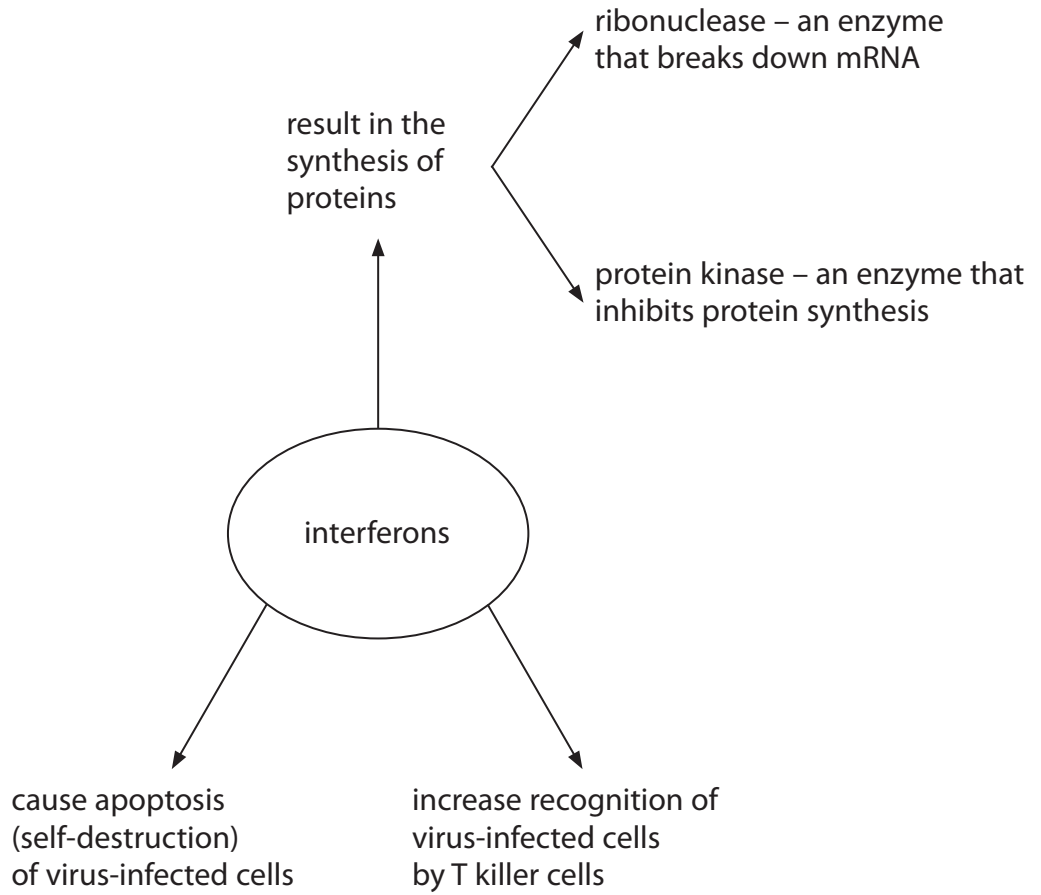 ribonuclease – an enzyme
that breaks down mRNA
result in the
synthesis of
proteins
protein kinase – an enzyme that
inhibits protein synthesis
interferons
cause apoptosis
(self-destruction)
of virus-infected cells
increase recognition of
virus-infected cells
by T killer cells